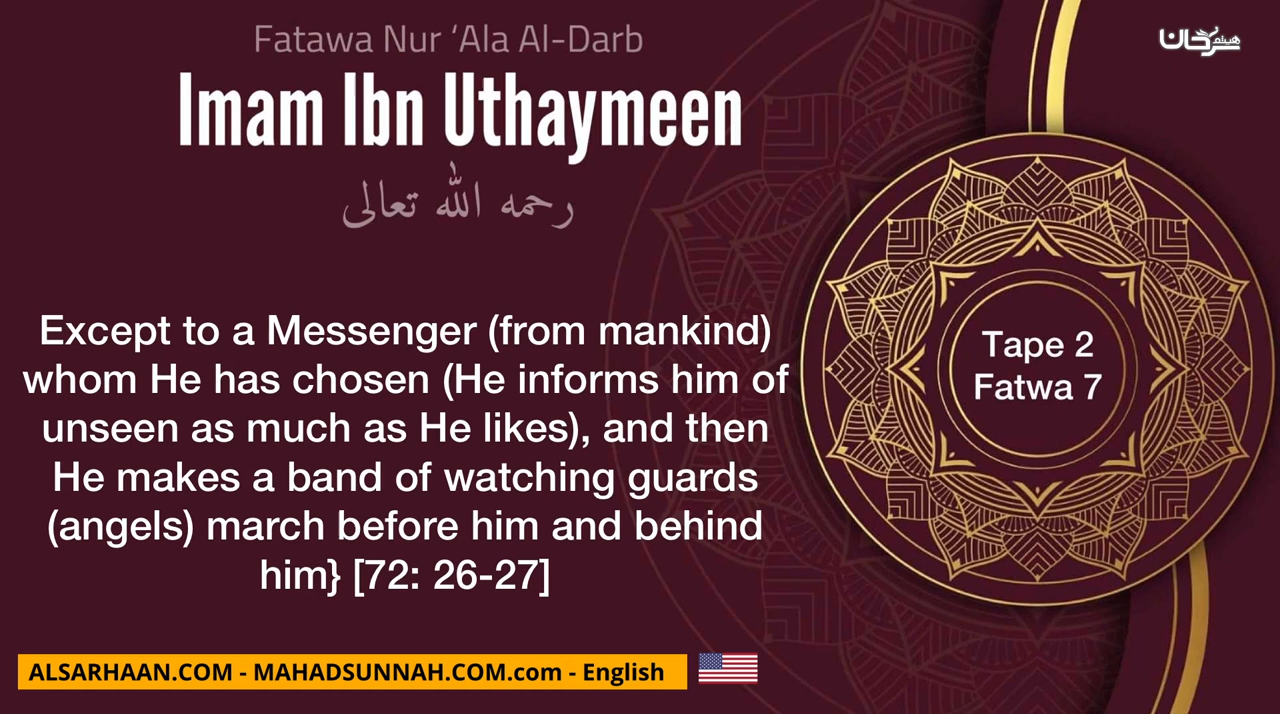 Fatawa Nur ‘Ala Al-Darb
هيثم سرحان
Imam Ibn Uthaymeen
رحمه الله تعالى
Except to a Messenger (from mankind)
whom He has chosen (He informs him of
unseen as much as He likes), and then
He makes a band of watching guards
(angels) march before him and behind
him} [72: 26-27]
Tape 2
Fatwa 7
ALSARHAAN.COM - MAHADSUNNAH.COM.com - English